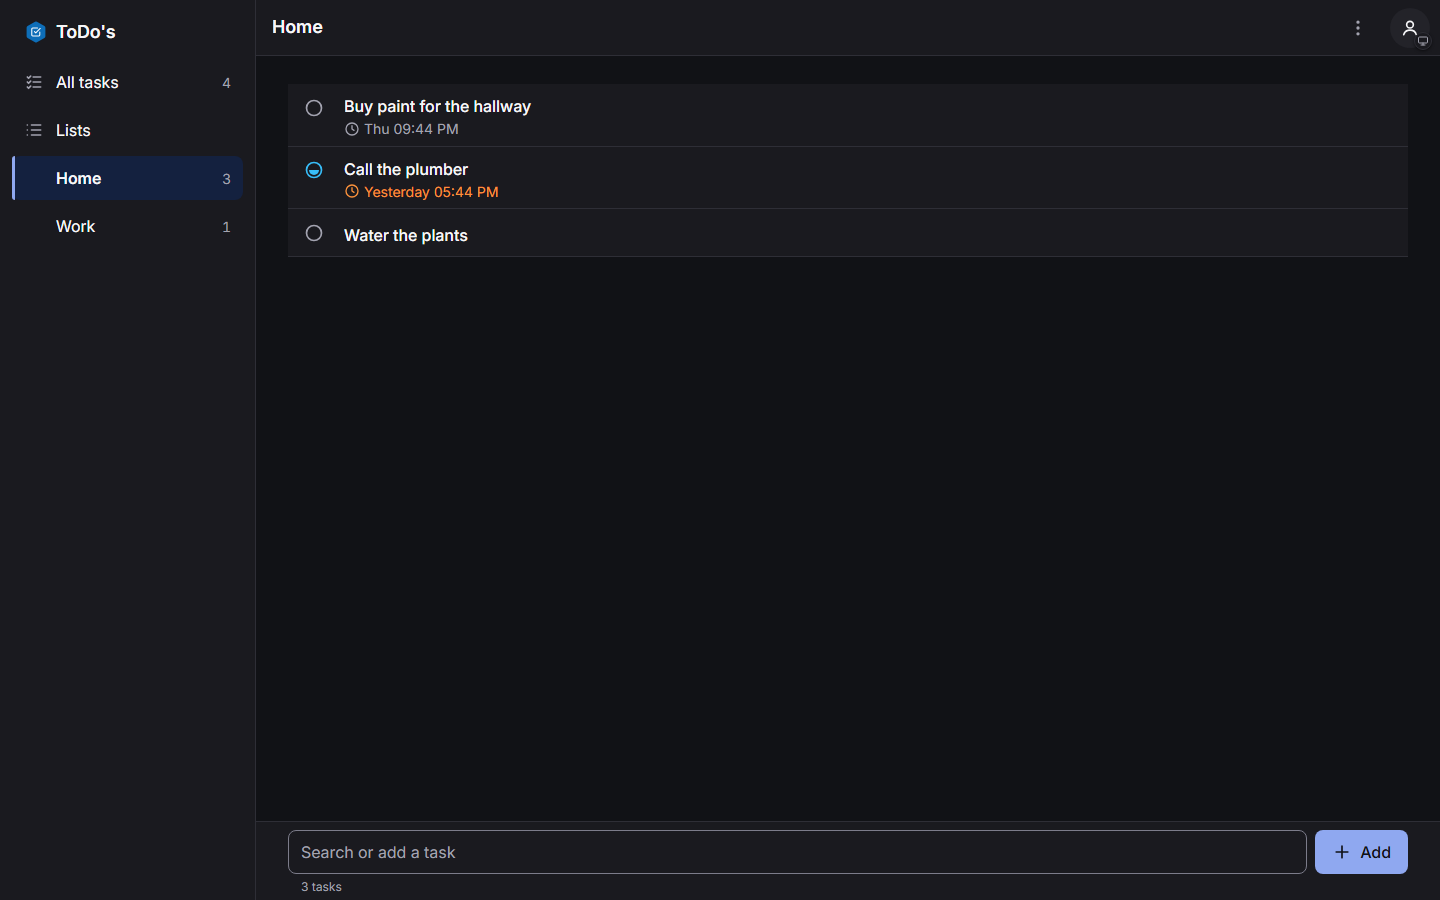 ToDo's
All tasks 4
Lists
Home 3
Work 1
Home
Buy paint for the hallway
Thu 09:44 PM
Call the plumber
Yesterday 05:44 PM
Water the plants
Search or add a task
Add
3 tasks